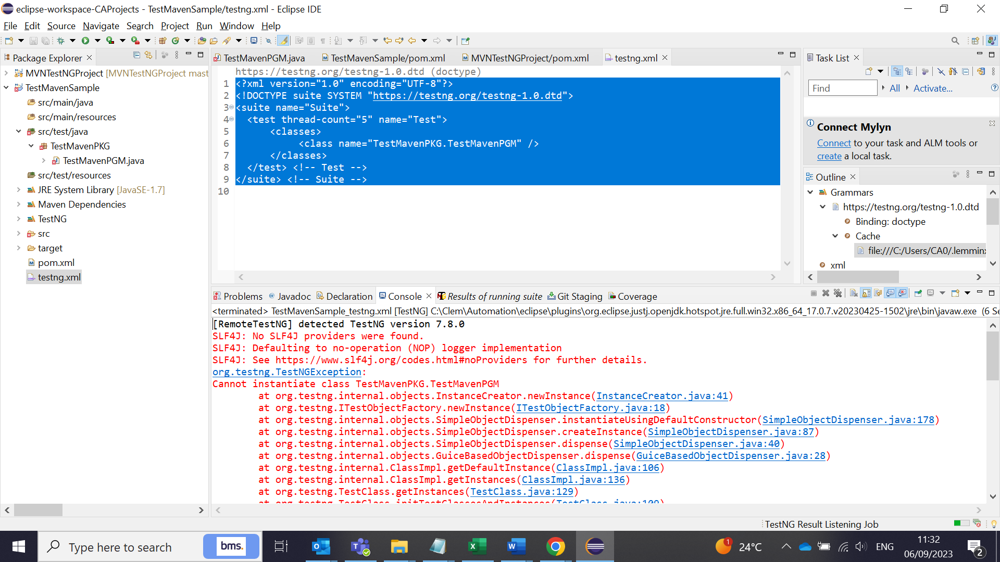 eclipse-workspace-CAProjects - TestMavenSample/testng.xml - Eclipse IDE
File Edit Source Navigate Search Project Run Window Help
Package Explorer
MVNTestNGProject [MVNTestNGProject mast
TestMavenSample
src/main/java
src/main/resources
src/test/java
TestMavenPKG
TestMavenPGM.java
src/test/resources
JRE System Library [JavaSE-1.7]
Maven Dependencies
TestNG
src
target
pom.xml
testng.xml
TestMavenPGM.java TestMavenSample/pom.xml MVNTestNGProject/pom.xml testng.xml
https://testng.org/testng-1.0.dtd (doctype)
1 <?xml version="1.0" encoding="UTF-8"?>
2 <!DOCTYPE suite SYSTEM "https://testng.org/testng-1.0.dtd">
3 <suite name="Suite">
4 <test thread-count="5" name="Test">
5 <classes>
6 <class name="TestMavenPKG.TestMavenPGM" />
7 </classes>
8 </test> <!-- Test -->
9 </suite> <!-- Suite -->
10
Task List
Find All Activate...
Connect Mylyn
Connect to your task and ALM tools or
create a local task.
Outline
Grammars
https://testng.org/testng-1.0.dtd
Binding: doctype
Cache
file:///C:/Users/CA0/.lemminx
xml
Problems Javadoc Declaration Console Results of running suite Git Staging Coverage
<terminated> TestMavenSample_testng.xml [TestNG] C:\Clem\Automation\eclipse\plugins\org.eclipse.justj.openjdk.hotspot.jre.full.win32.x86_64_17.0.7.v20230425-1502\jre\bin\javaw.exe (6 Se
[RemoteTestNG] detected TestNG version 7.8.0
SLF4J: No SLF4J providers were found.
SLF4J: Defaulting to no-operation (NOP) logger implementation
SLF4J: See https://www.slf4j.org/codes.html#noProviders for further details.
org.testng.TestNGException:
Cannot instantiate class TestMavenPKG.TestMavenPGM
at org.testng.internal.objects.InstanceCreator.newInstance(InstanceCreator.java:41)
at org.testng.ITestObjectFactory.newInstance(ITestObjectFactory.java:18)
at org.testng.internal.objects.SimpleObjectDispenser.instantiateUsingDefaultConstructor(SimpleObjectDispenser.java:178)
at org.testng.internal.objects.SimpleObjectDispenser.createInstance(SimpleObjectDispenser.java:87)
at org.testng.internal.objects.SimpleObjectDispenser.dispense(SimpleObjectDispenser.java:40)
at org.testng.internal.objects.GuiceBasedObjectDispenser.dispense(GuiceBasedObjectDispenser.java:28)
at org.testng.internal.ClassImpl.getDefaultInstance(ClassImpl.java:106)
at org.testng.internal.ClassImpl.getInstances(ClassImpl.java:136)
at org.testng.TestClass.getInstances(TestClass.java:129)
at org.testng.TestClass.initTestClassesAndInstances(TestClass.java:109)
TestNG Result Listening Job
Type here to search
bms.
1
24°C
ENG
11:32
06/09/2023
2